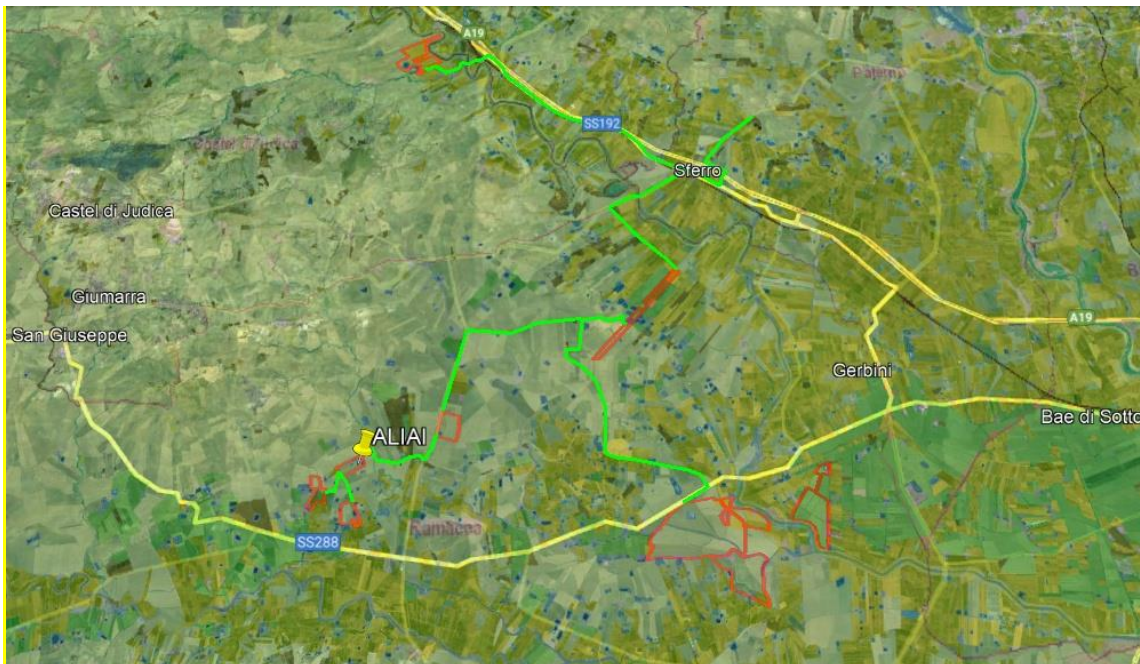 A19
SS192
Paternò
Sferro
Castel di Judica
Giumarra
San Giuseppe
A19
Gerbini
Bae di Sotto
ALIAI
Ramacca
SS288